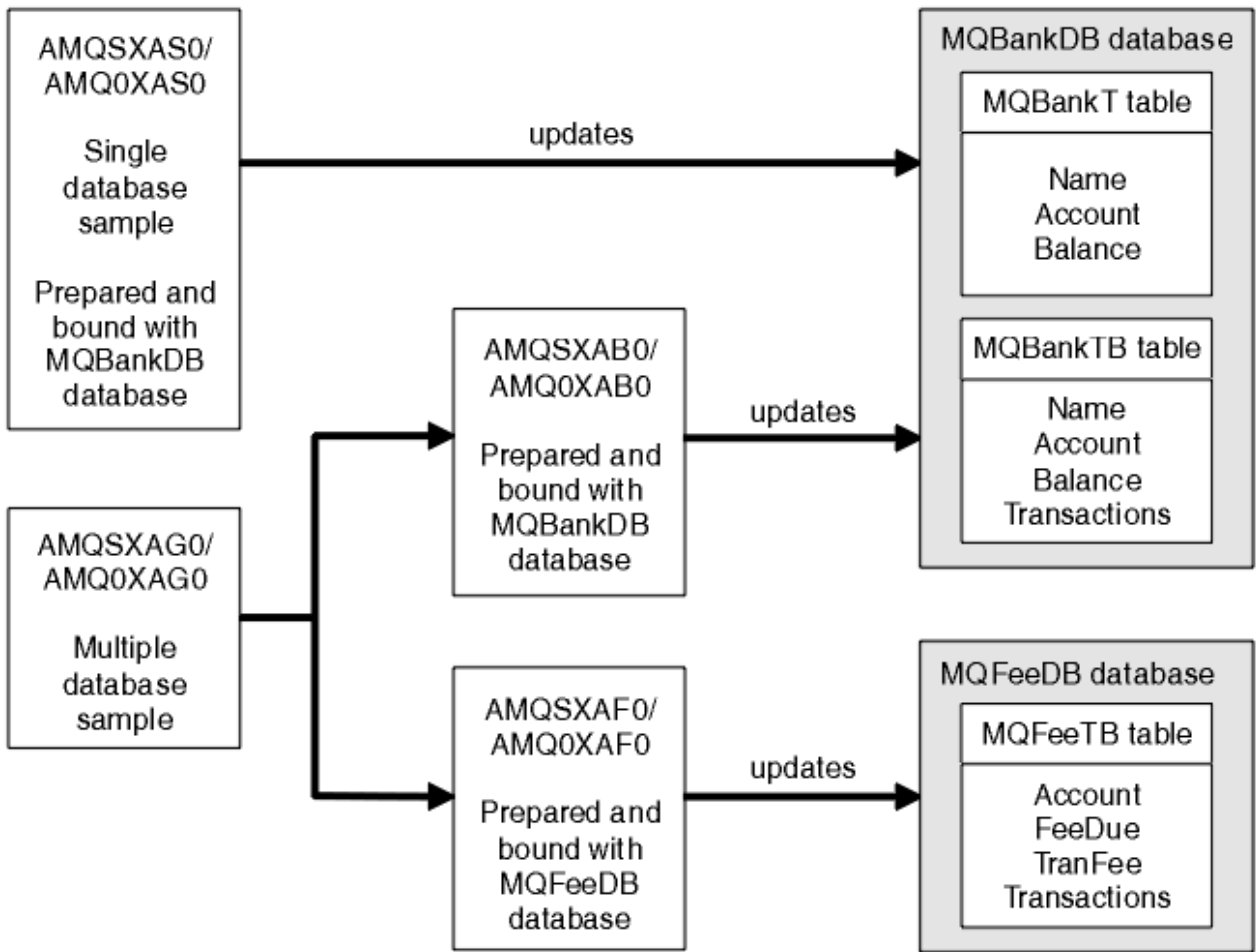 AMQSXAS0/
AMQ0XAS0
Single
database
sample
Prepared and
bound with
MQBankDB
database
updates
MQBankDB database
MQBankT table
Name
Account
Balance
MQBankTB table
Name
Account
Balance
Transactions
AMQSXAG0/
AMQ0XAG0
Multiple
database
sample
AMQSXAB0/
AMQ0XAB0
Prepared and
bound with
MQBankDB
database
updates
AMQSXAF0/
AMQ0XAF0
Prepared and
bound with
MQFeeDB
database
updates
MQFeeDB database
MQFeeTB table
Account
FeeDue
TranFee
Transactions